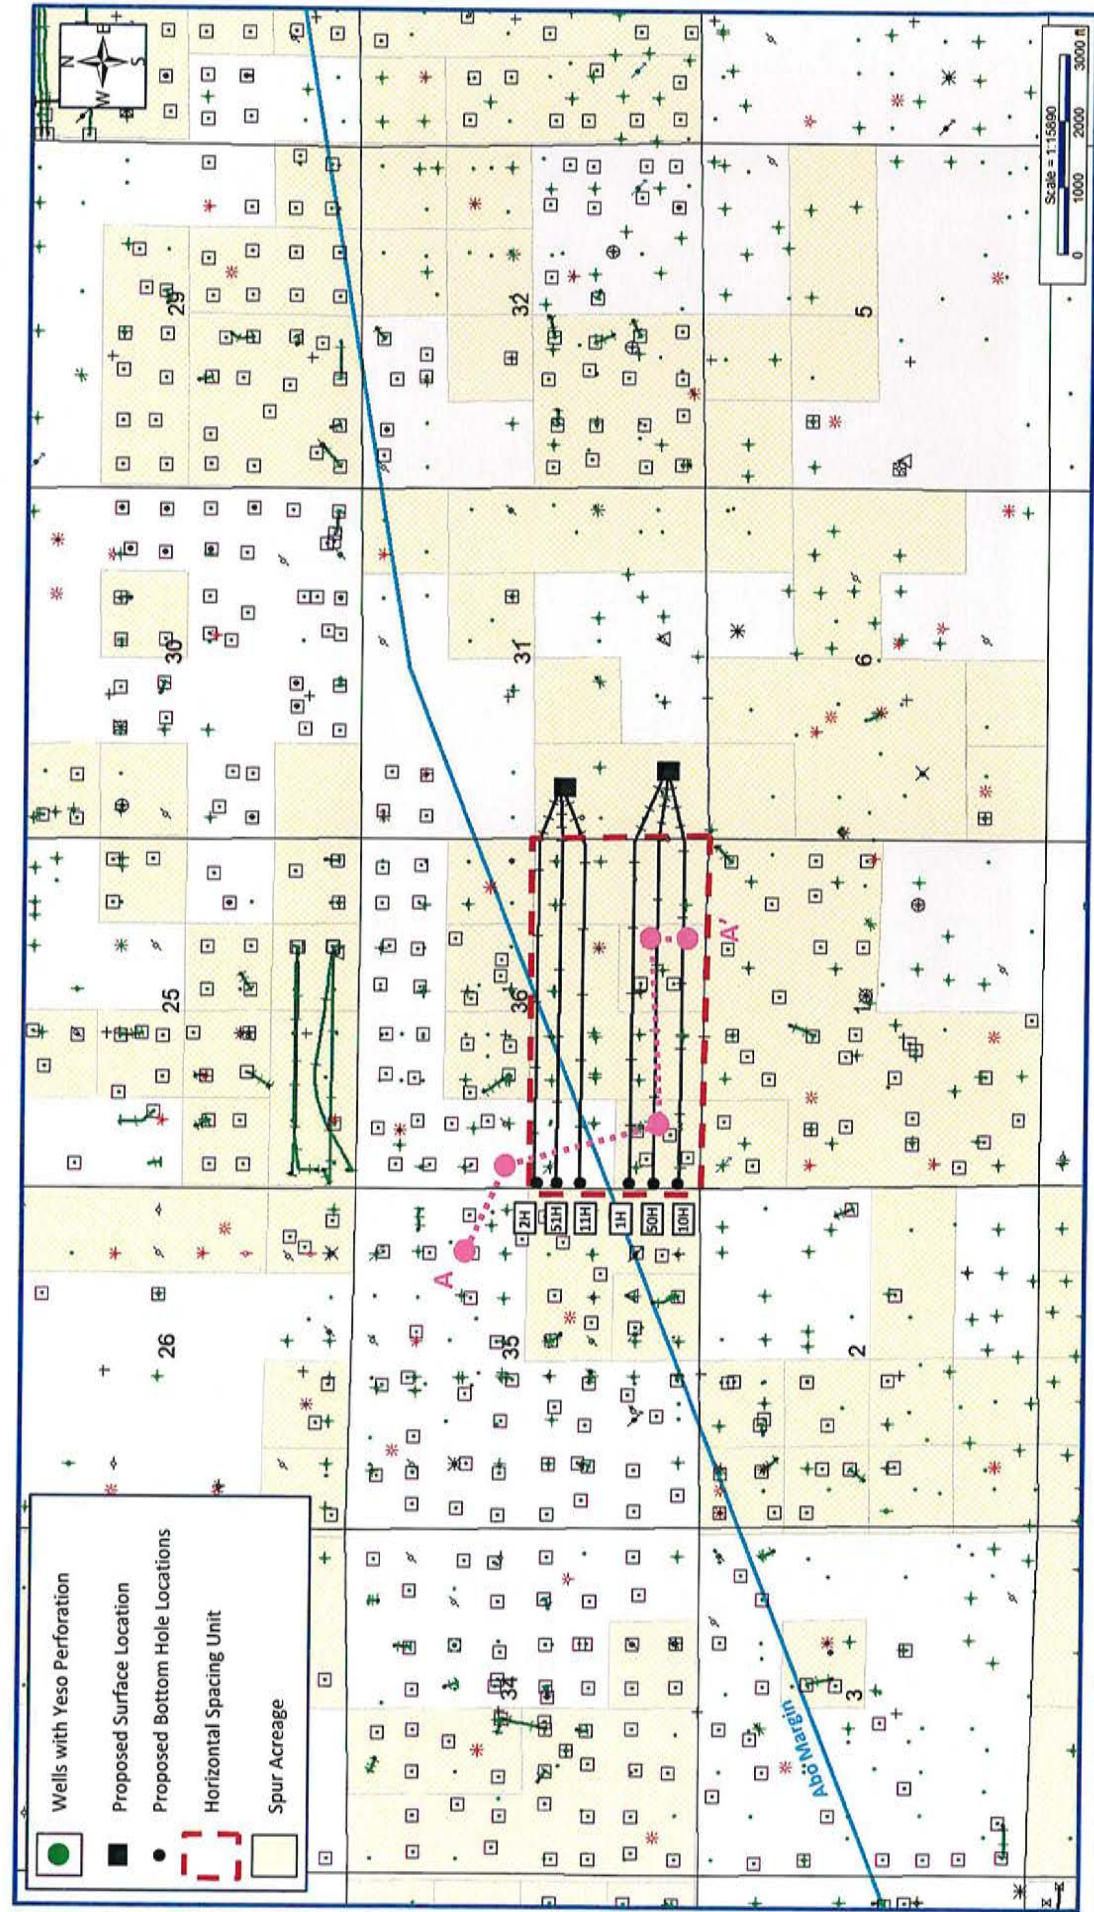 Wells with Yeso Perforation
Proposed Surface Location
Proposed Bottom Hole Locations
Horizontal Spacing Unit
Spur Acreage
N
W E
S
26
25
30
29
35
36
31
32
34
A
A'
2H
51H
11H
1H
50H
10H
3
2
1
6
5
Abo Margin
Scale = 1:15890
0 1000 2000 3000 ft